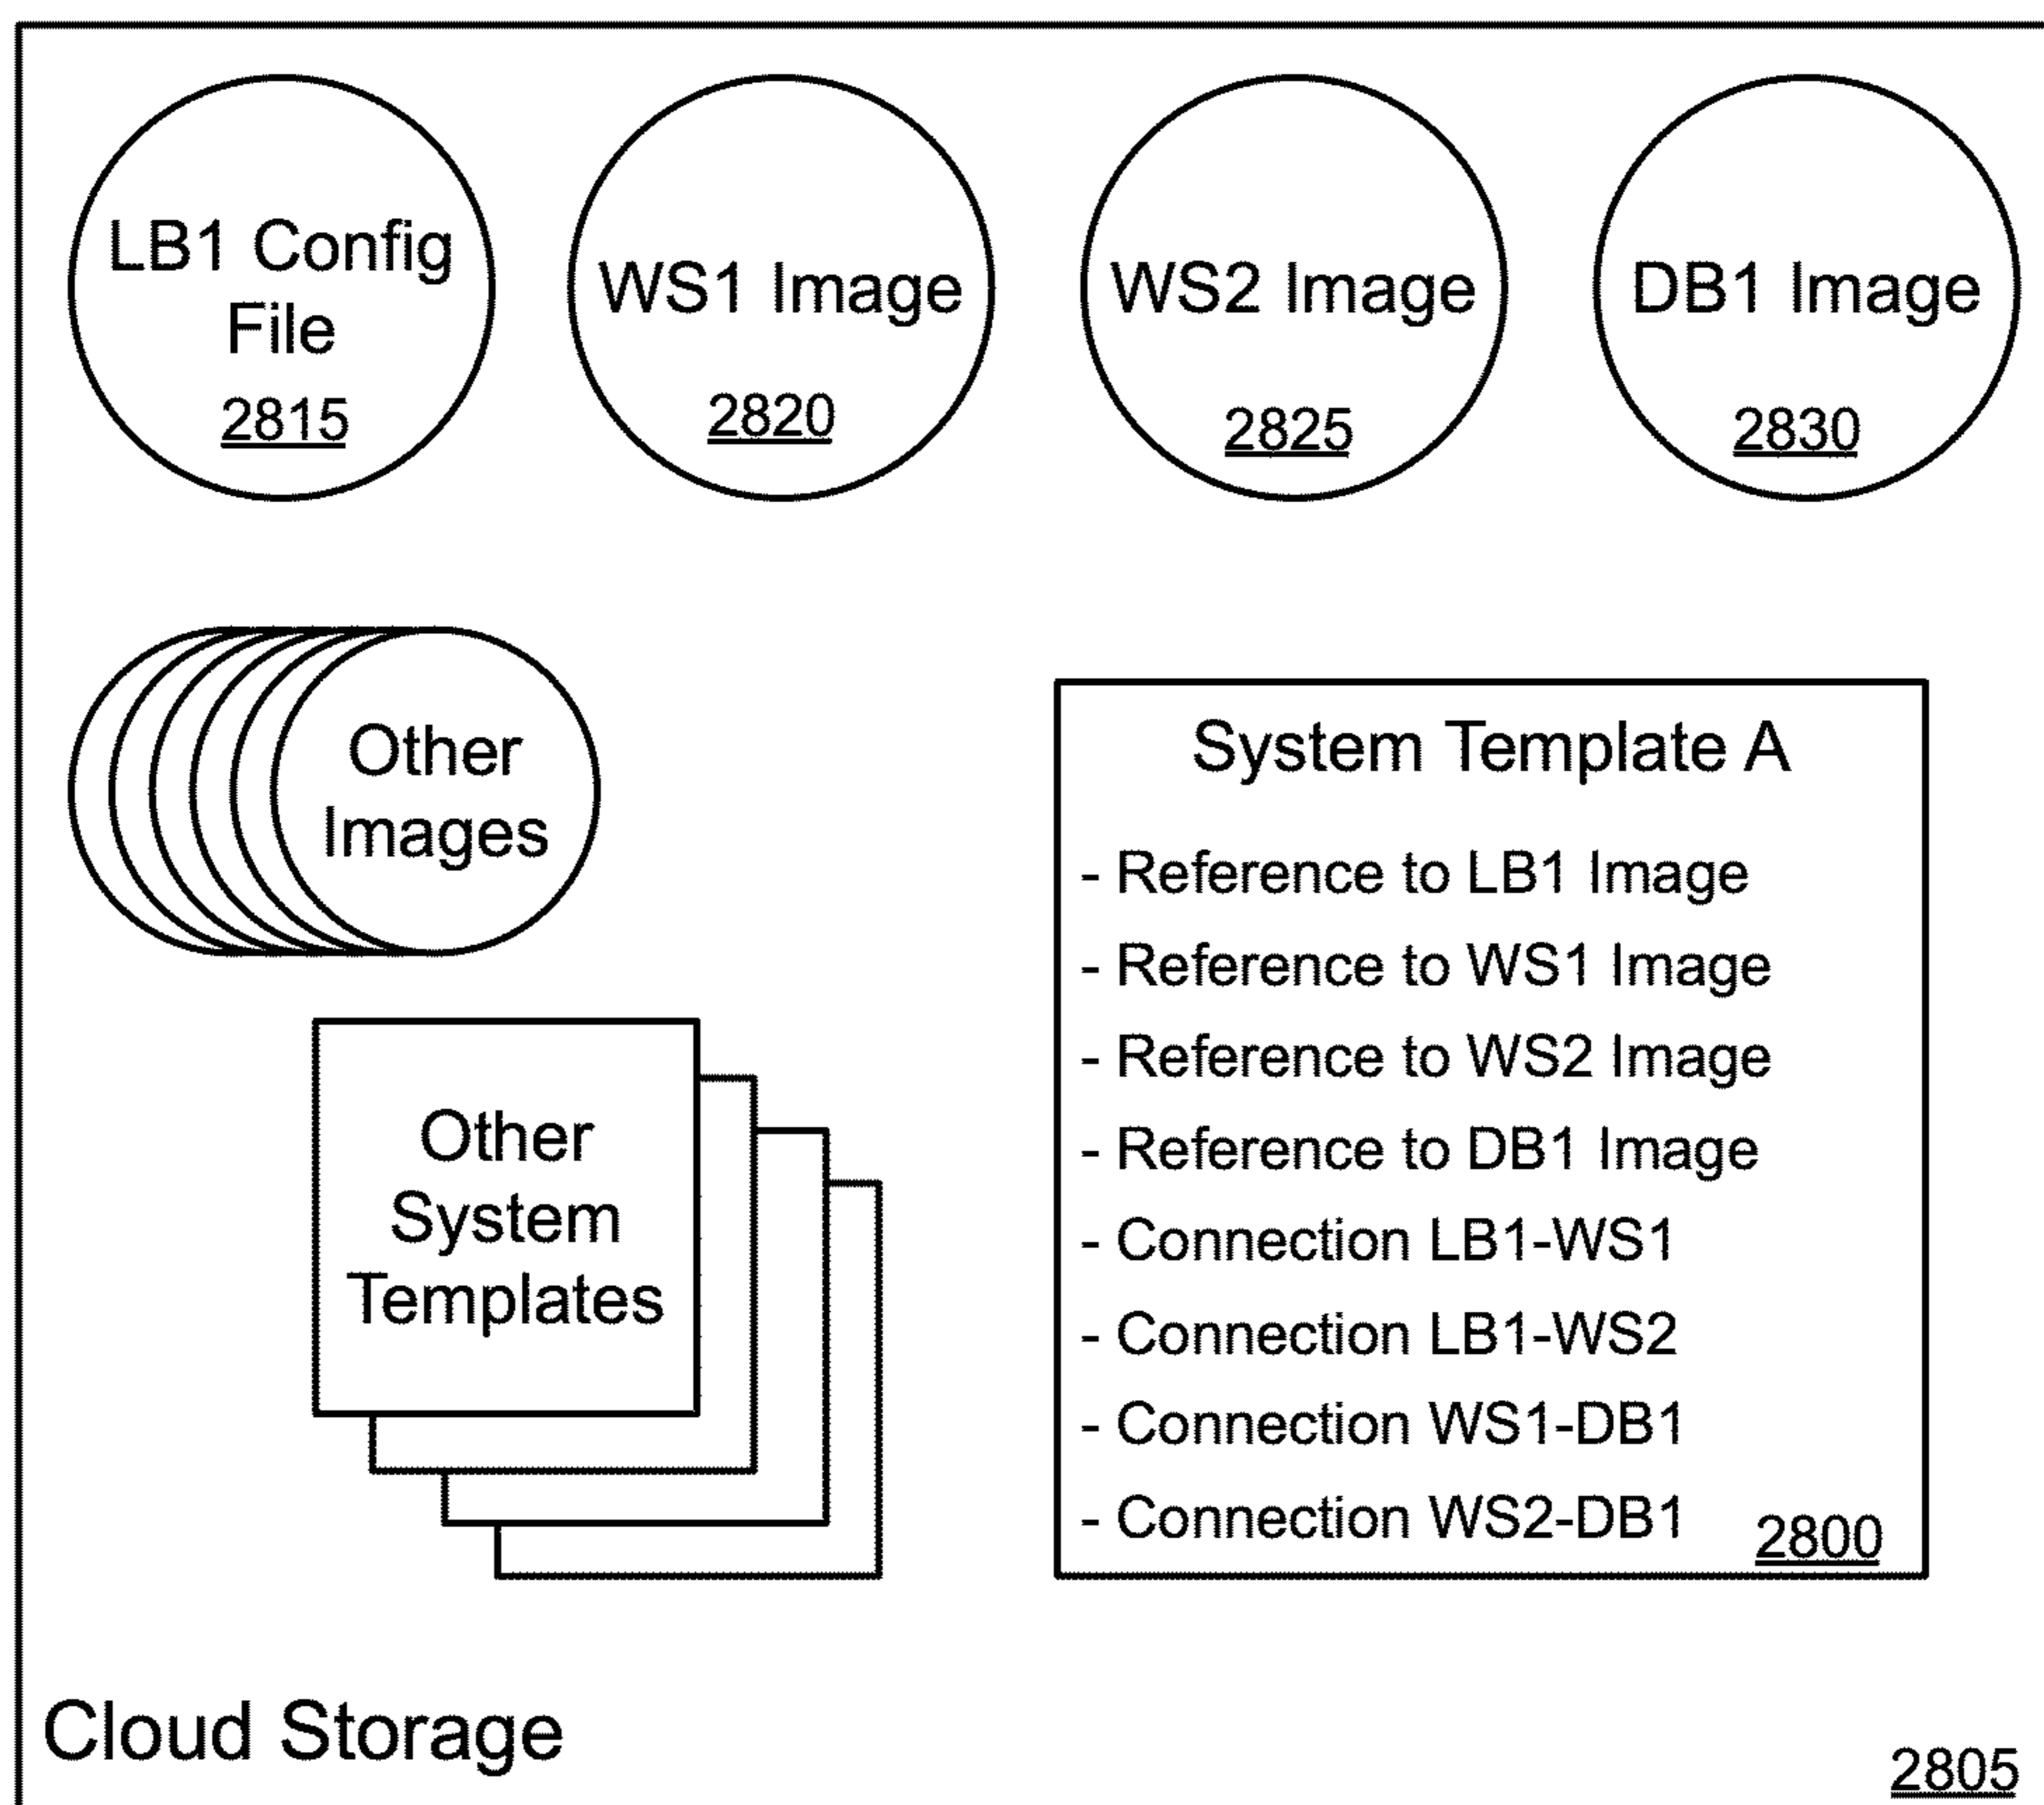 LB1 Config
File
2815
WS1 Image
2820
WS2 Image
2825
DB1 Image
2830
Other
Images
Other
System
Templates
System Template A
- Reference to LB1 Image
- Reference to WS1 Image
- Reference to WS2 Image
- Reference to DB1 Image
- Connection LB1-WS1
- Connection LB1-WS2
- Connection WS1-DB1
- Connection WS2-DB1
2800
Cloud Storage
2805